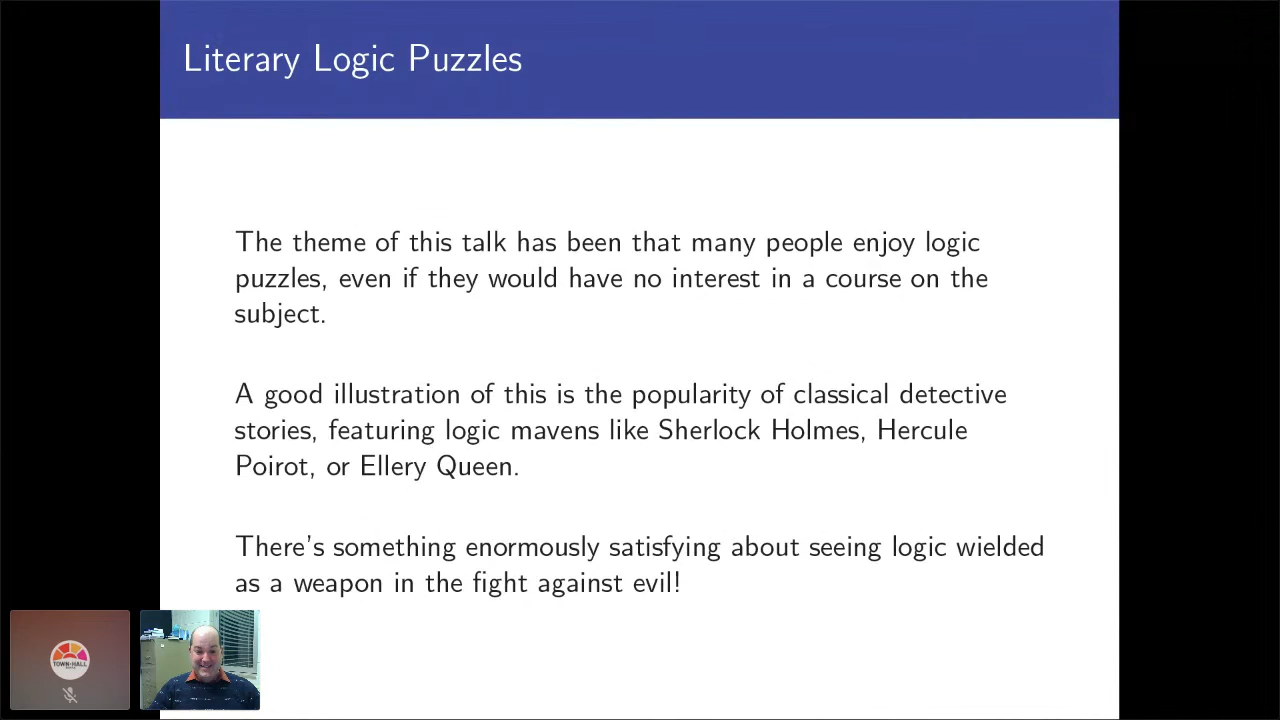 Literary Logic Puzzles
The theme of this talk has been that many people enjoy logic
puzzles, even if they would have no interest in a course on the
subject.
A good illustration of this is the popularity of classical detective
stories, featuring logic mavens like Sherlock Holmes, Hercule
Poirot, or Ellery Queen.
There's something enormously satisfying about seeing logic wielded
as a weapon in the fight against evil!
TOWN HALL